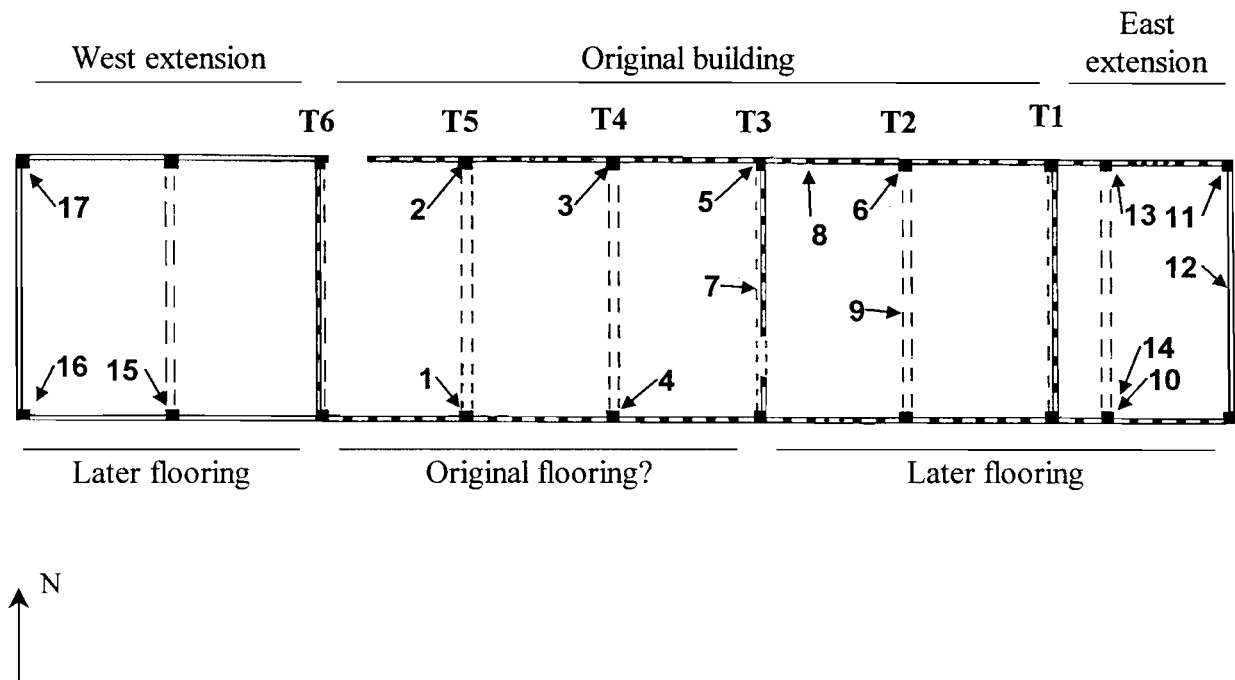 West extension
Original building
East
extension
T6
T5
T4
T3
T2
T1
17
2
3
5
6
8
13
11
7
12
9
16
15
1
4
14
10
Later flooring
Original flooring?
Later flooring
N